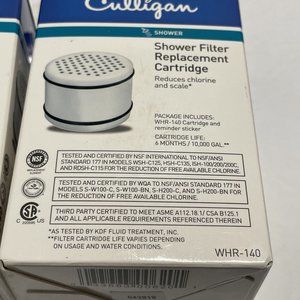 Culligan
SHOWER
Shower Filter
Replacement
Cartridge
Reduces chlorine
and scale*
PACKAGE INCLUDES:
WHR-140 Cartridge and
reminder sticker
CARTRIDGE LIFE:
6 MONTHS / 10,000 GAL.**
TESTED AND CERTIFIED BY NSF INTERNATIONAL TO NSF/ANSI
STANDARD 177 IN MODELS WSH-C125, HSH-C135, ISH-100/200/200C,
AND RDSH-C115 FOR THE REDUCTION OF FREE AVAILABLE CHLORINE.
TESTED AND CERTIFIED BY WQA TO NSF/ANSI STANDARD 177 IN
MODELS S-W100-C, S-W100-BN, S-H200-C, AND S-H200-BN FOR
THE REDUCTION OF FREE AVAILABLE CHLORINE.
THIRD PARTY CERTIFIED TO MEET ASME A112.18.1/ CSA B125.1
AND ALL APPLICABLE REQUIREMENTS REFERENCED THEREIN
NSF
*AS TESTED BY KDF FLUID TREATMENT, INC.
**FILTER CARTRIDGE LIFE VARIES DEPENDING
ON USAGE AND WATER CONDITIONS.
WHR-140